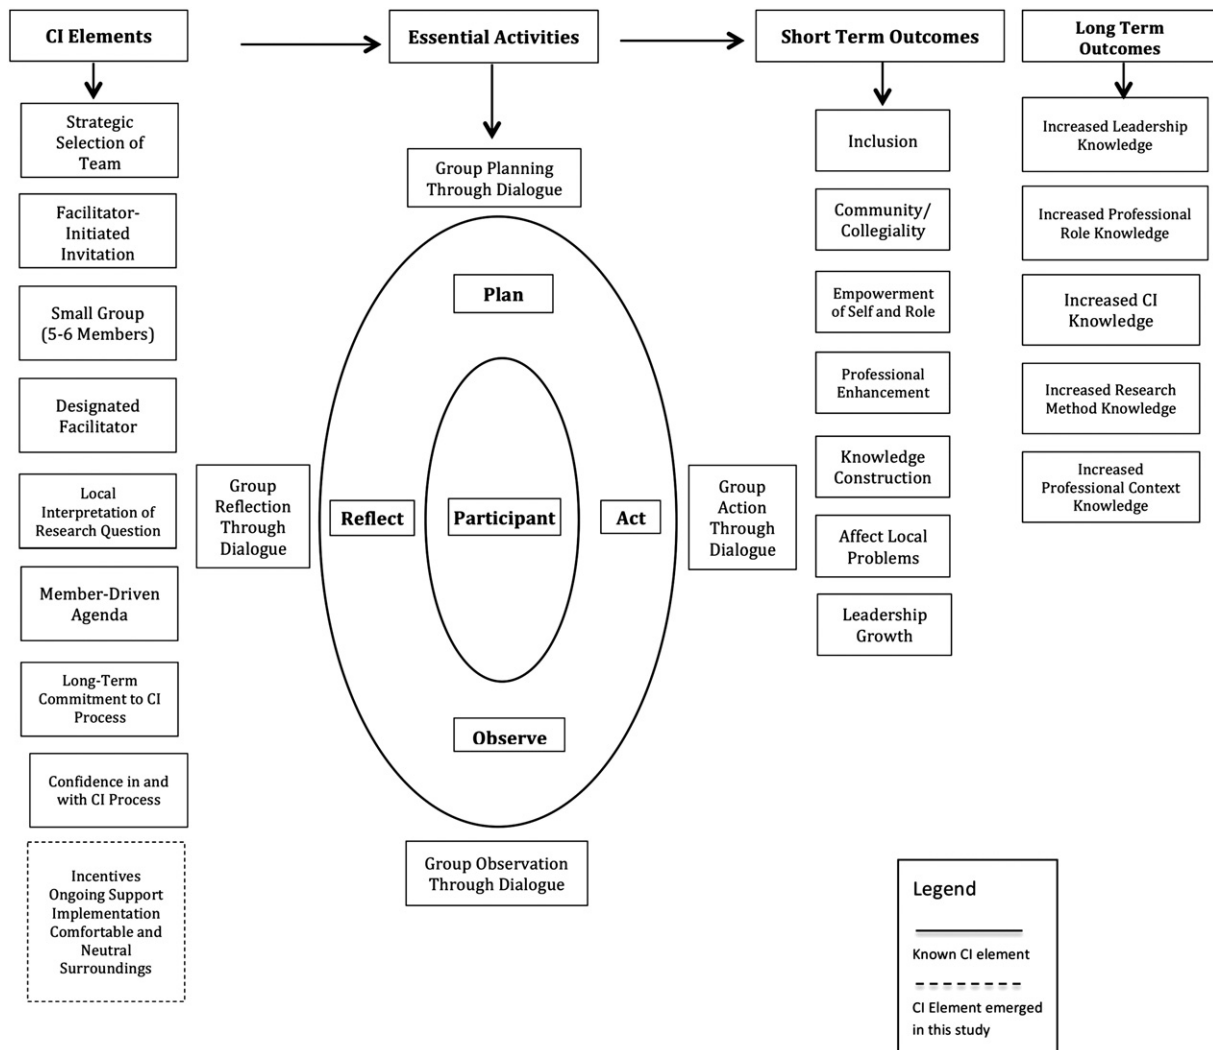 CI Elements
Strategic
Selection of
Team
Facilitator-
Initiated
Invitation
Small Group
(5-6 Members)
Designated
Facilitator
Local
Interpretation of
Research Question
Member-Driven
Agenda
Long-Term
Commitment to CI
Process
Confidence in and
with CI Process
Incentives
Ongoing Support
Implementation
Comfortable and
Neutral
Surroundings
Essential Activities
Group Planning
Through Dialogue
Plan
Group
Reflection
Through
Dialogue
Reflect
Participant
Act
Group
Action
Through
Dialogue
Observe
Group Observation
Through Dialogue
Short Term Outcomes
Inclusion
Community/
Collegiality
Empowerment
of Self and Role
Professional
Enhancement
Knowledge
Construction
Affect Local
Problems
Leadership
Growth
Long Term
Outcomes
Increased Leadership
Knowledge
Increased Professional
Role Knowledge
Increased CI
Knowledge
Increased Research
Method Knowledge
Increased
Professional Context
Knowledge
Legend
Known CI element
CI Element emerged
in this study